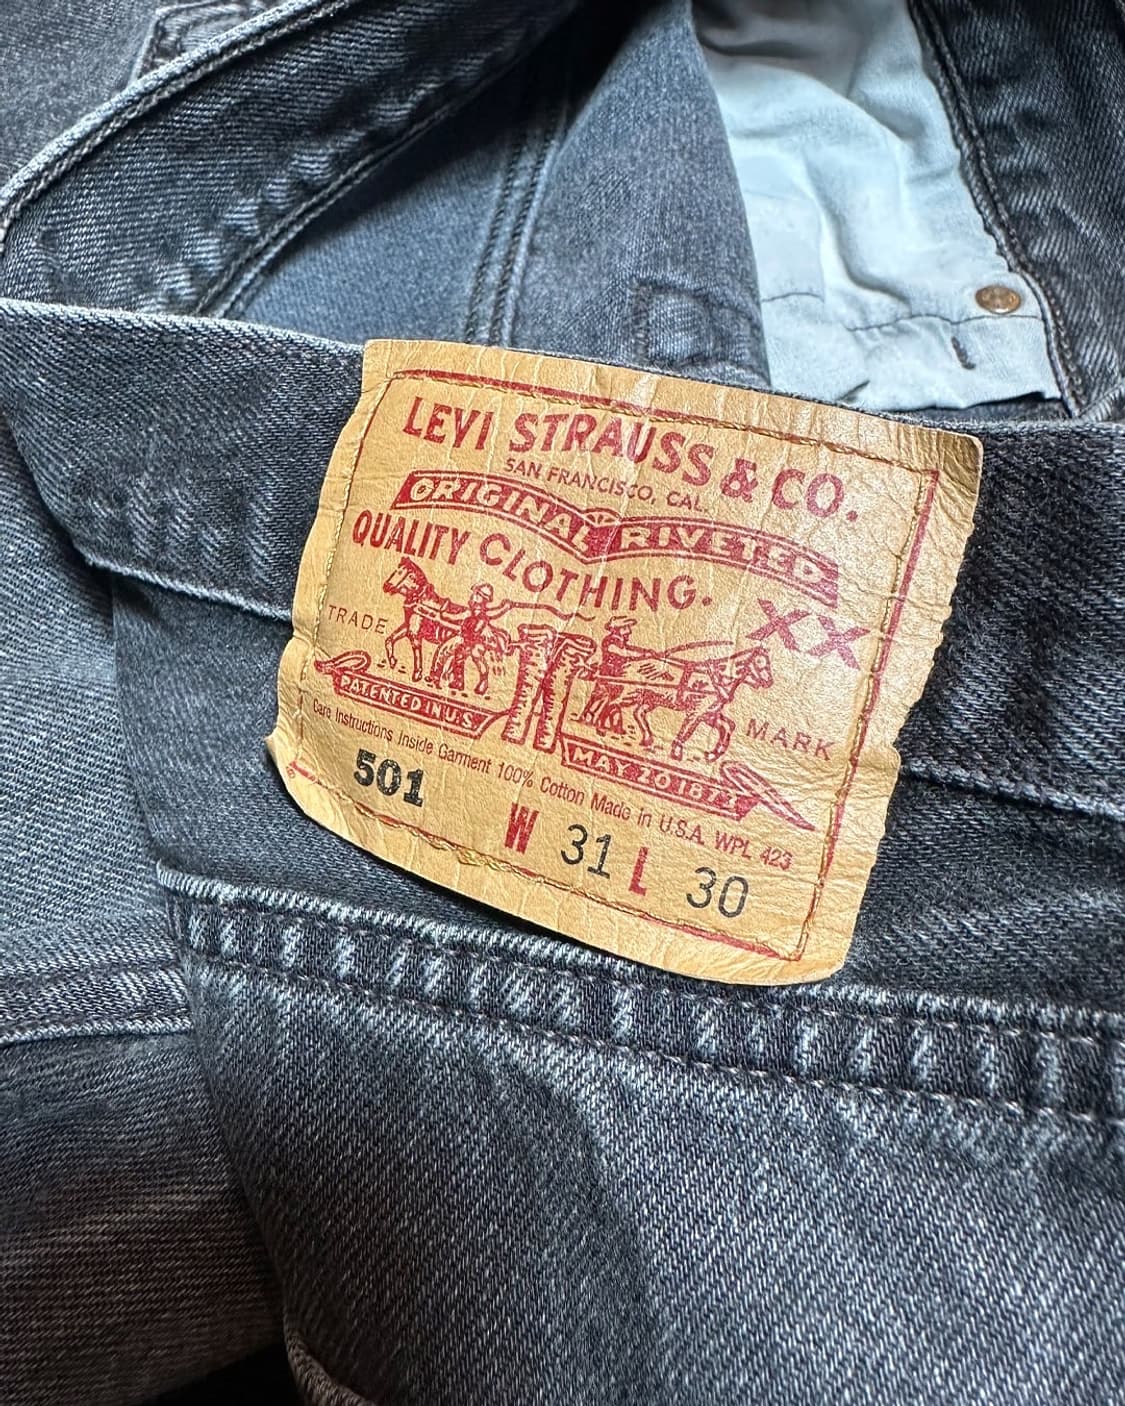 LEVI STRAUSS & CO.
SAN FRANCISCO, CAL.
ORIGINAL RIVETED
QUALITY CLOTHING.
XX
TRADE MARK
PATENTED IN U.S. MAY 20 1873
Care Instructions Inside Garment 100% Cotton Made in U.S.A. WPL 423
501
W 31 L 30